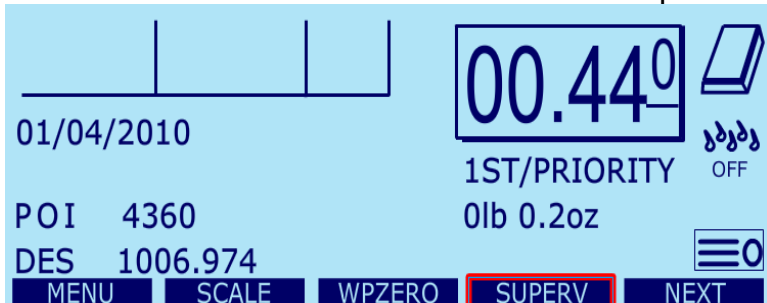 00.440
01/04/2010
1ST/PRIORITY
OFF
POI 4360
0lb 0.2oz
DES 1006.974
0
MENU SCALE WPZERO SUPERV NEXT